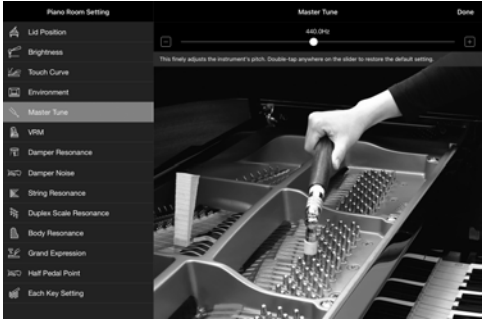 Piano Room Setting
Master Tune
Done
Lid Position
Brightness
Touch Curve
Environment
Master Tune
VRM
Damper Resonance
Damper Noise
String Resonance
Duplex Scale Resonance
Body Resonance
Grand Expression
Half Pedal Point
Each Key Setting
440.0Hz
This finely adjusts the instrument's pitch. Double-tap anywhere on the slider to restore the default setting.